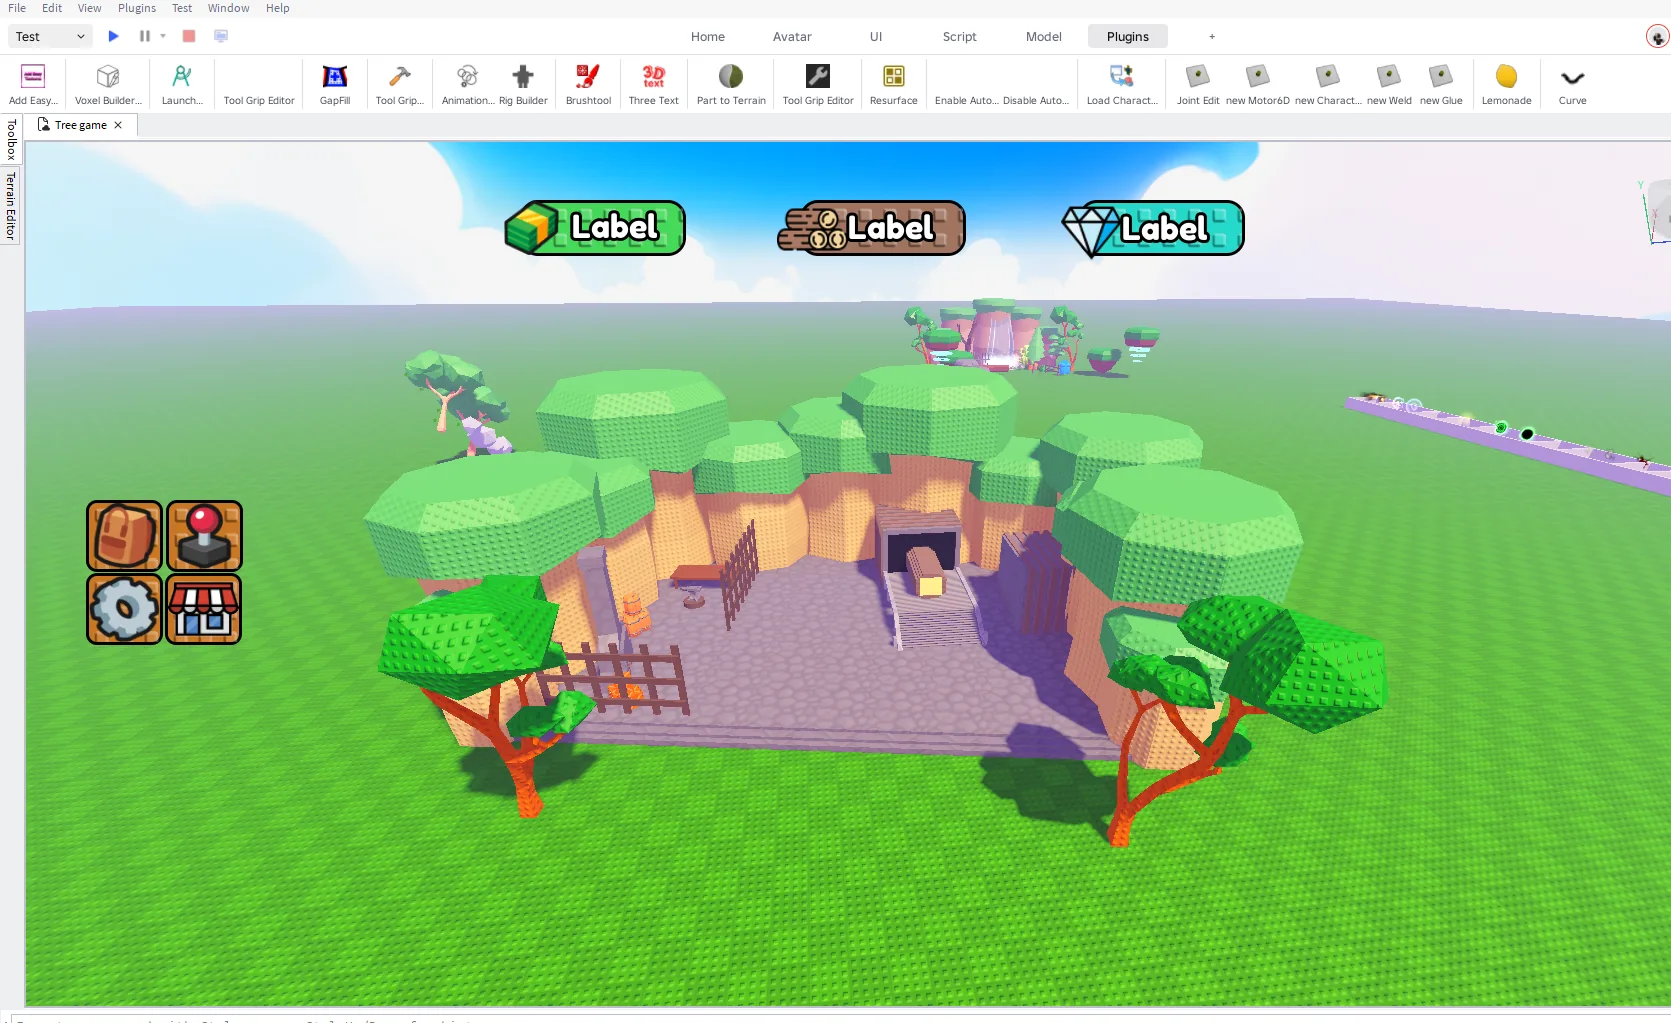 File Edit View Plugins Test Window Help
Test Home Avatar UI Script Model Plugins +
3D text
Add Easy... Voxel Builder... Launch... Tool Grip Editor GapFill Tool Grip... Animation... Rig Builder Brushtool Three Text Part to Terrain Tool Grip Editor Resurface Enable Auto... Disable Auto... Load Charact... Joint Edit new Motor6D new Charact... new Weld new Glue Lemonade Curve
Toolbox
Tree game ×
Terrain Editor
Y
Label Label Label